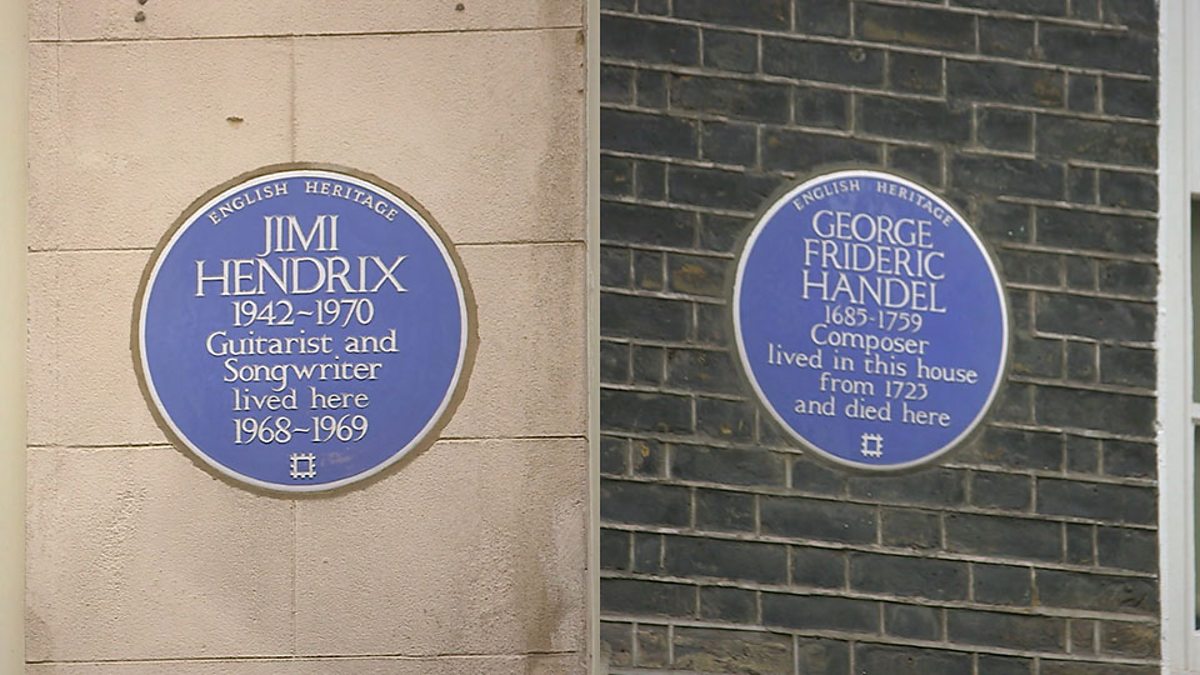 ENGLISH HERITAGE
JIMI
HENDRIX
1942~1970
Guitarist and
Songwriter
lived here
1968~1969
ENGLISH HERITAGE
GEORGE
FRIDERIC
HANDEL
1685-1759
Composer
lived in this house
from 1723
and died here